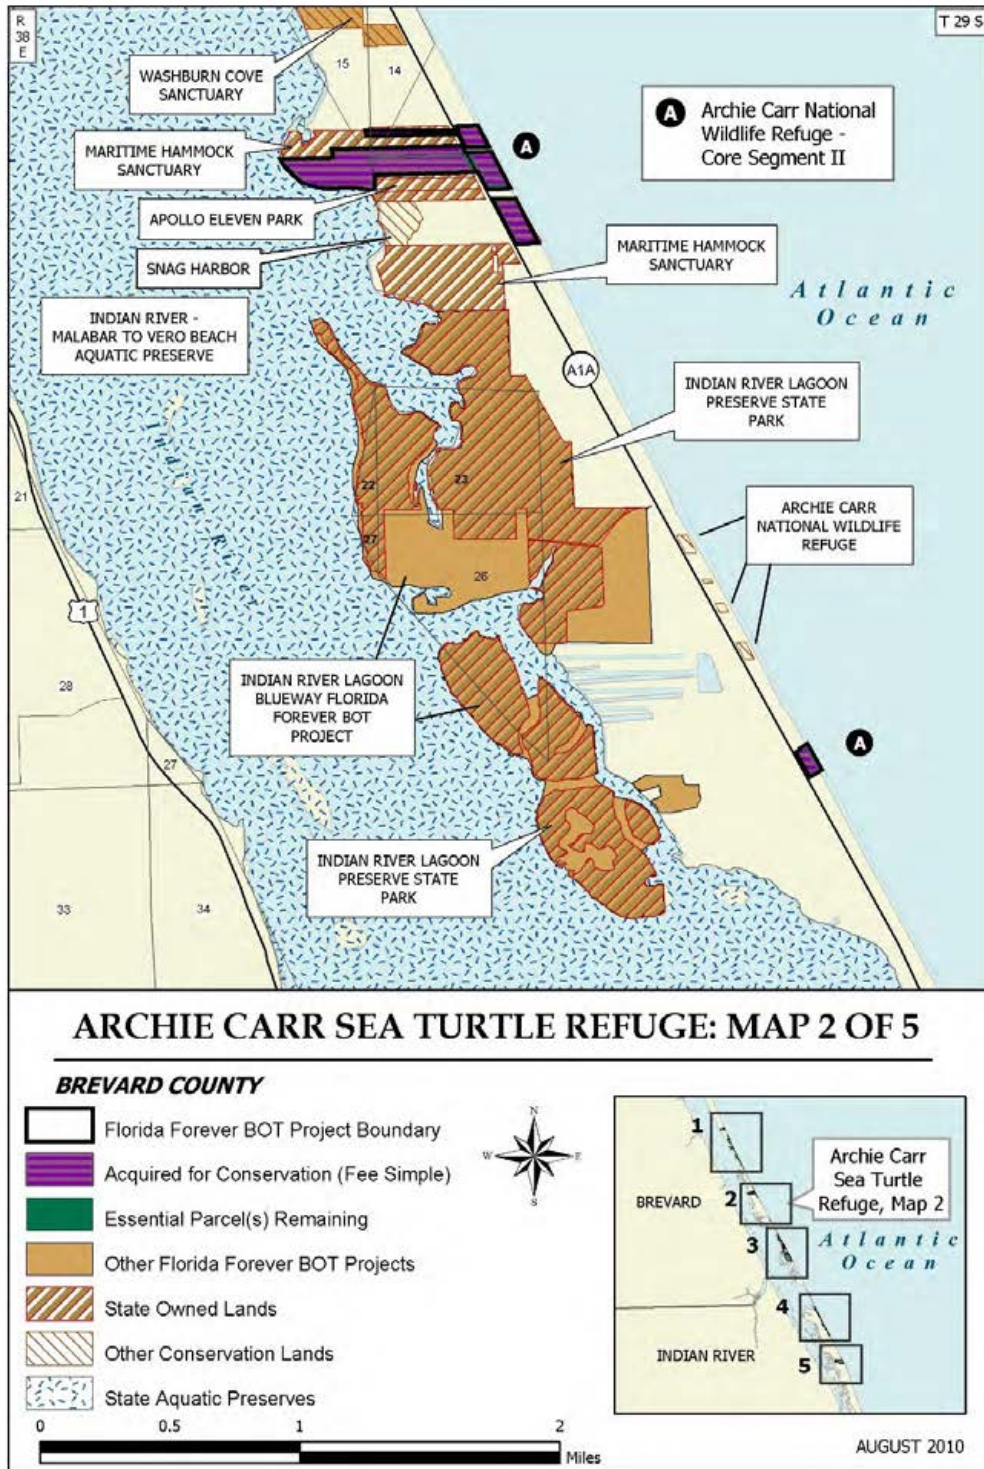 R
38
E
T 29 S
15
14
WASHBURN COVE
SANCTUARY
A
Archie Carr National
Wildlife Refuge -
Core Segment II
A
MARITIME HAMMOCK
SANCTUARY
APOLLO ELEVEN PARK
SNAG HARBOR
MARITIME HAMMOCK
SANCTUARY
Atlantic
Ocean
INDIAN RIVER -
MALABAR TO VERO BEACH
AQUATIC PRESERVE
A1A
INDIAN RIVER LAGOON
PRESERVE STATE
PARK
Indian River
22
23
21
27
26
ARCHIE CARR
NATIONAL WILDLIFE
REFUGE
1
28
INDIAN RIVER LAGOON
BLUEWAY FLORIDA
FOREVER BOT
PROJECT
27
A
INDIAN RIVER LAGOON
PRESERVE STATE
PARK
33
34
ARCHIE CARR SEA TURTLE REFUGE: MAP 2 OF 5
BREVARD COUNTY
Florida Forever BOT Project Boundary
Acquired for Conservation (Fee Simple)
Essential Parcel(s) Remaining
Other Florida Forever BOT Projects
State Owned Lands
Other Conservation Lands
State Aquatic Preserves
0 0.5 1 2
Miles
N
W E
S
1
Archie Carr
Sea Turtle
Refuge, Map 2
BREVARD
2
3
Atlantic
Ocean
4
INDIAN RIVER
5
AUGUST 2010